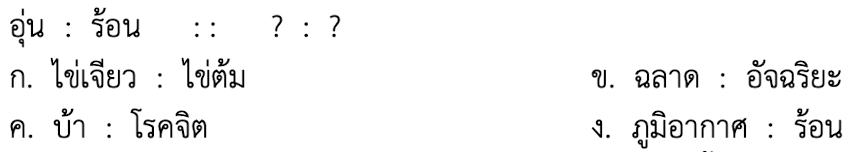 อุ่น : ร้อน :: ? : ?
ก. ไข่เจียว : ไข่ต้ม ข. ฉลาด : อัจฉริยะ
ค. บ้า : โรคจิต ง. ภูมิอากาศ : ร้อน